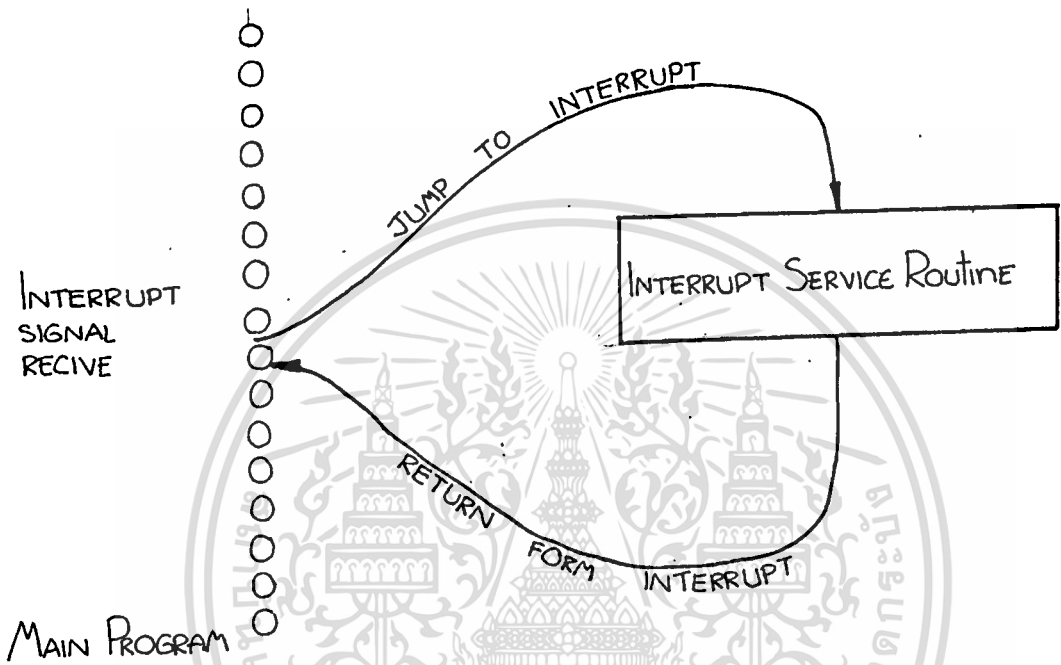 JUMP TO INTERRUPT
INTERRUPT SERVICE ROUTINE
INTERRUPT
SIGNAL
RECIVE
RETURN FORM INTERRUPT
MAIN PROGRAM